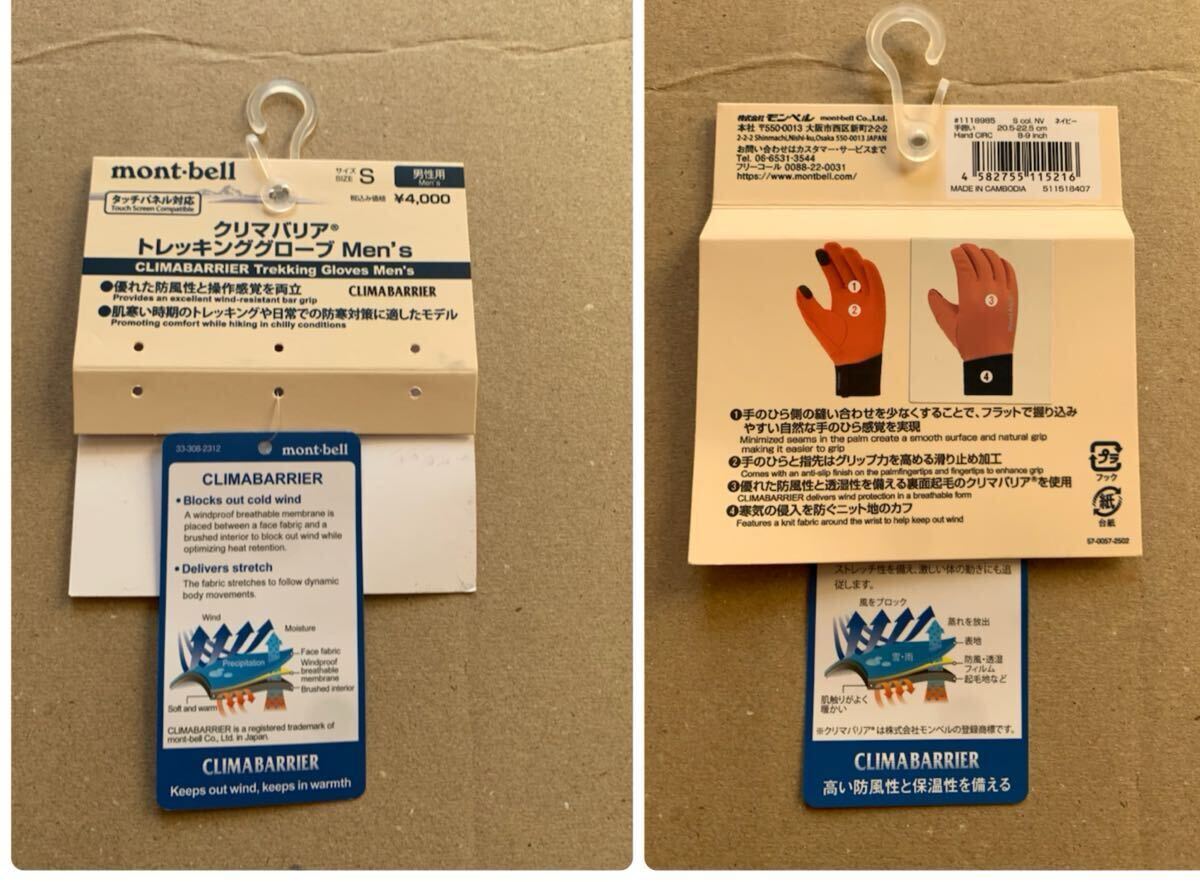 mont·bell
サイズ
SIZE S
男性用
Men's
タッチパネル対応
Touch Screen Compatible
税込み価格 ¥4,000
クリマバリア®
トレッキンググローブ Men's
CLIMABARRIER Trekking Gloves Men's
●優れた防風性と操作感覚を両立
Provides an excellent wind-resistant bar grip
CLIMABARRIER
●肌寒い時期のトレッキングや日常での防寒対策に適したモデル
Promoting comfort while hiking in chilly conditions
33-308-2312
mont·bell
CLIMABARRIER
• Blocks out cold wind
A windproof breathable membrane is
placed between a face fabric and a
brushed interior to block out wind while
optimizing heat retention.
• Delivers stretch
The fabric stretches to follow dynamic
body movements.
Wind
Moisture
Precipitation
Face fabric
Windproof
breathable
membrane
Brushed interior
Soft and warm
CLIMABARRIER is a registered trademark of
mont-bell Co., Ltd. in Japan.
CLIMABARRIER
Keeps out wind, keeps in warmth
株式会社モンベル mont-bell Co.,Ltd.
本社 〒550-0013 大阪市西区新町2-2-2
2-2-2 Shinmachi,Nishi-ku,Osaka 550-0013 JAPAN
お問い合わせはカスタマー・サービスまで
Tel. 06-6531-3544
フリーコール 0088-22-0031
https://www.montbell.com/
#1118985 S col. NV ネイビー
手囲い 20.5-22.5 cm
Hand CIRC 8-9 inch
4 582755 115216
MADE IN CAMBODIA 511518407
1
2
3
4
❶手のひら側の縫い合わせを少なくすることで、フラットで握り込み
やすい自然な手のひら感覚を実現
Minimized seams in the palm create a smooth surface and natural grip
making it easier to grip
❷手のひらと指先はグリップ力を高める滑り止め加工
Comes with an anti-slip finish on the palmfingertips and fingertips to enhance grip
❸優れた防風性と透湿性を備える裏面起毛のクリマバリア®を使用
CLIMABARRIER delivers wind protection in a breathable form
❹寒気の侵入を防ぐニット地のカフ
Features a knit fabric around the wrist to help keep out wind
プラ
フック
紙
台紙
57-0057-2502
ストレッチ性を備え、激しい体の動きにも追
従します。
風をブロック
蒸れを放出
雪・雨
表地
防風・透湿
フィルム
起毛地など
肌触りがよく
暖かい
※クリマバリア®は株式会社モンベルの登録商標です。
CLIMABARRIER
高い防風性と保温性を備える